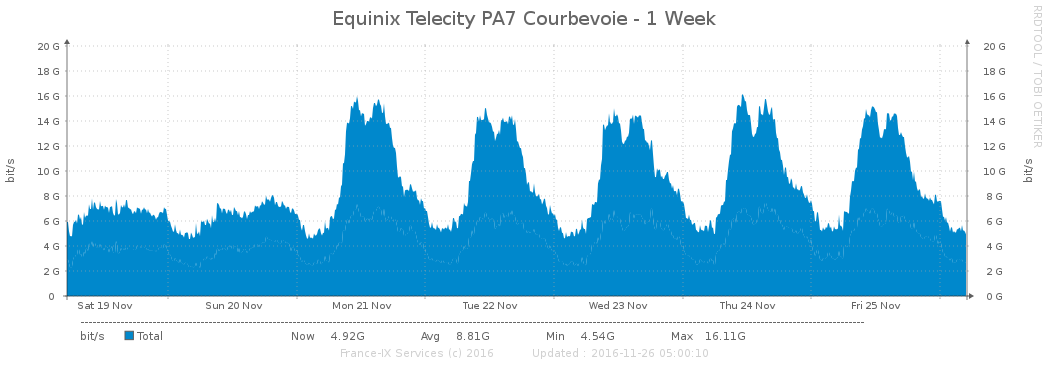 Equinix Telecity PA7 Courbevoie - 1 Week
RRDTOOL / TOBI OETIKER
bit/s
20 G 20 G
18 G 18 G
16 G 16 G
14 G 14 G
12 G 12 G
10 G 10 G
8 G 8 G
6 G 6 G
4 G 4 G
2 G 2 G
0 0 G
bit/s
Sat 19 Nov Sun 20 Nov Mon 21 Nov Tue 22 Nov Wed 23 Nov Thu 24 Nov Fri 25 Nov
bit/s Total Now 4.92G Avg 8.81G Min 4.54G Max 16.11G
France-IX Services (c) 2016 Updated : 2016-11-26 05:00:10